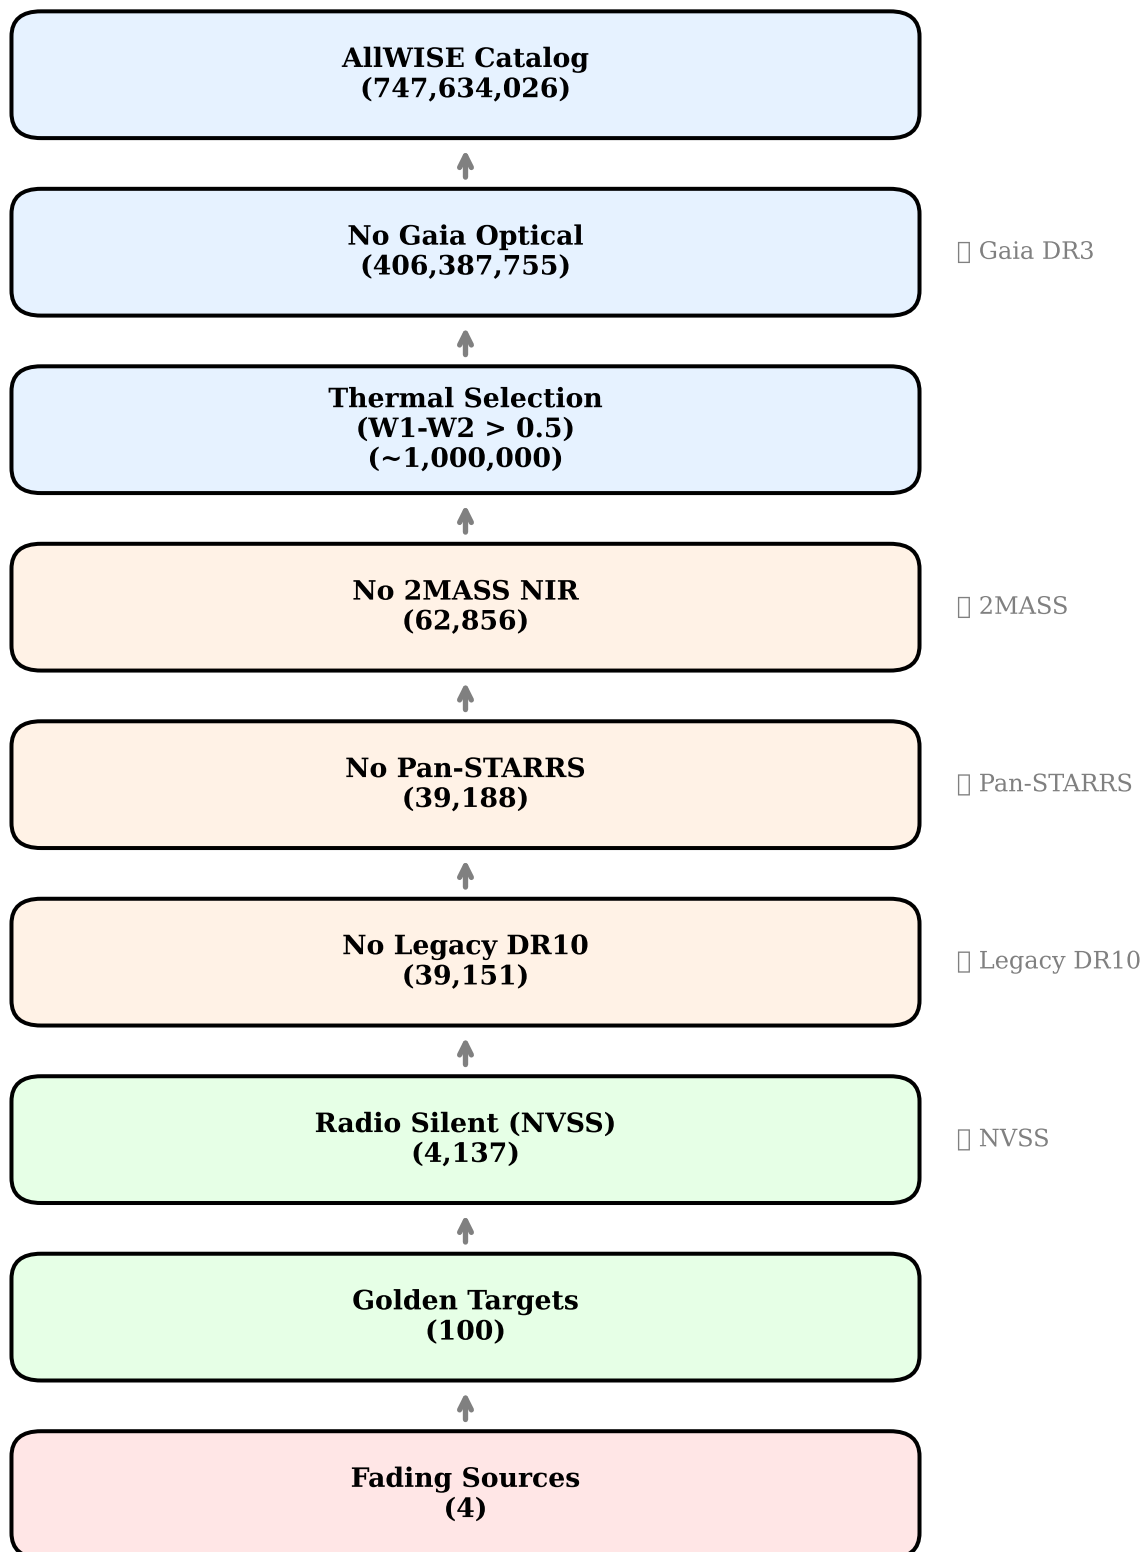 AllWISE Catalog
(747,634,026)
No Gaia Optical
(406,387,755)
Gaia DR3
Thermal Selection
(W1-W2 > 0.5)
(~1,000,000)
No 2MASS NIR
(62,856)
2MASS
No Pan-STARRS
(39,188)
Pan-STARRS
No Legacy DR10
(39,151)
Legacy DR10
Radio Silent (NVSS)
(4,137)
NVSS
Golden Targets
(100)
Fading Sources
(4)